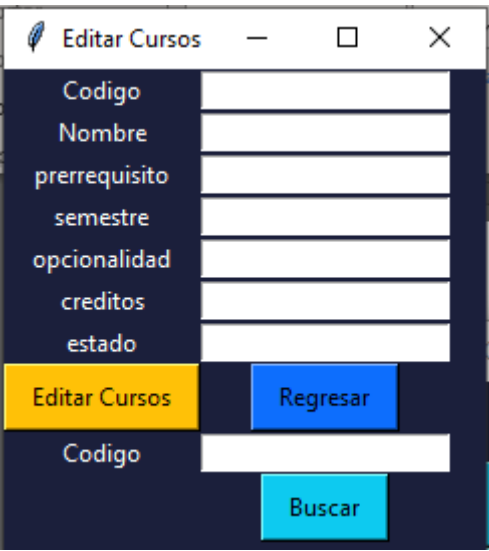 Editar Cursos
Codigo
Nombre
prerrequisito
semestre
opcionalidad
creditos
estado
Editar Cursos Regresar
Codigo
Buscar